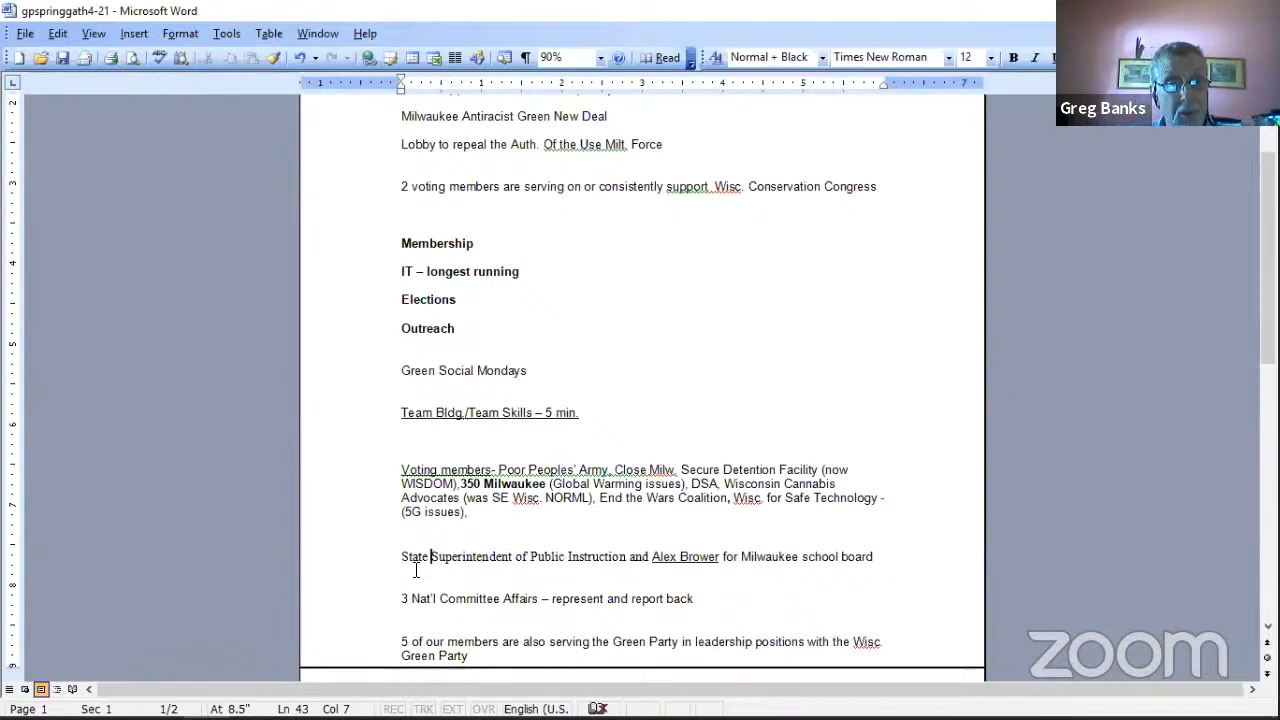 gpspringgath4-21 - Microsoft Word
File Edit View Insert Format Tools Table Window Help
90% Read Normal + Black Times New Roman 12 B I
1 1 2 3 4 5 7
Greg Banks
Milwaukee Antiracist Green New Deal
Lobby to repeal the Auth. Of the Use Milt. Force
2 voting members are serving on or consistently support Wisc. Conservation Congress
Membership
IT – longest running
Elections
Outreach
Green Social Mondays
Team Bldg./Team Skills – 5 min.
Voting members- Poor Peoples' Army, Close Milw. Secure Detention Facility (now
WISDOM),350 Milwaukee (Global Warming issues), DSA, Wisconsin Cannabis
Advocates (was SE Wisc. NORML), End the Wars Coalition, Wisc. for Safe Technology -
(5G issues),
State Superintendent of Public Instruction and Alex Brower for Milwaukee school board
3 Nat'l Committee Affairs – represent and report back
5 of our members are also serving the Green Party in leadership positions with the Wisc.
Green Party
zoom
Page 1 Sec 1 1/2 At 8.5" Ln 43 Col 7 REC TRK EXT OVR English (U.S.